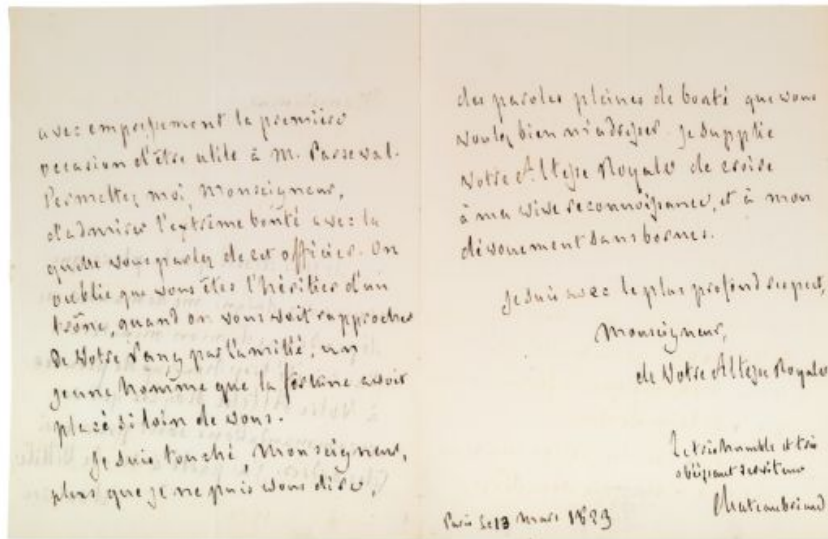 avec empressement la première
occasion d'être utile à M. Parseval.
Permettez moi, Monseigneur,
d'admirer l'extrême bonté avec la
quelle vous parlez de cet officier. On
oublie que vous êtes l'héritier d'un
trône, quand on vous voit rapprocher
de Votre rang, par l'amitié, un
jeune homme que la fortune avoit
placé si loin de vous.
Je suis touché Monseigneur,
plus que je ne puis vous dire,
des paroles pleines de bonté que vous
voulez bien m'adresser. Je supplie
Votre Altesse Royale de croire
à ma vive reconnoissance, et à mon
dévouement sans bornes.
Je suis avec le plus profond respect,
Monseigneur,
de Votre Altesse Royale
Le très humble et très
obéissant serviteur
Chateaubriand
Paris le 13 Mars 1823